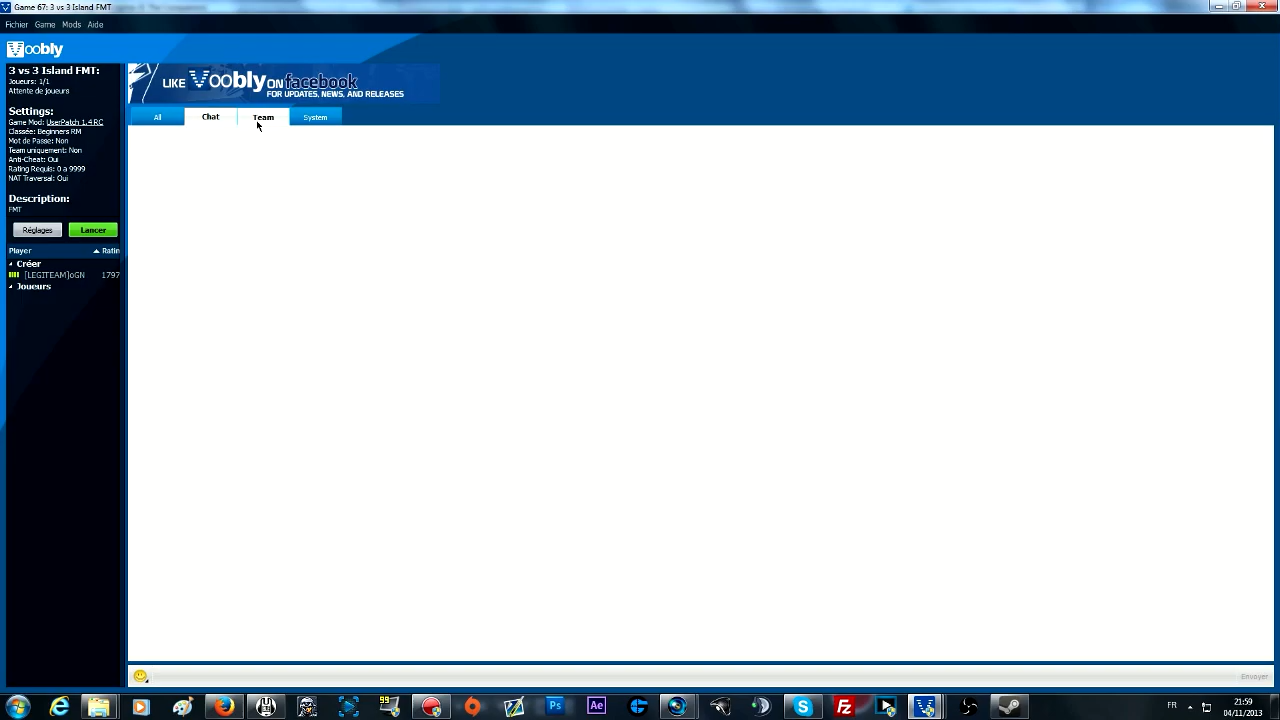 Game 67: 3 vs 3 Island FMT
Fichier Game Mods Aide
Voobly
3 vs 3 Island FMT:
Joueurs: 1/1
Attente de joueurs
Settings:
Game Mod: UserPatch 1.4 RC
Classée: Beginners RM
Mot de Passe: Non
Team uniquement: Non
Anti-Cheat: Oui
Rating Requis: 0 a 9999
NAT Traversal: Oui
Description:
FMT
Réglages Lancer
Player Ratin
Créer
[LEGITEAM]oGN 1797
Joueurs
LIKE Voobly ON facebook
FOR UPDATES, NEWS, AND RELEASES
All Chat Team System
Envoyer
99
Ps
Ae
FR
21:59
04/11/2013